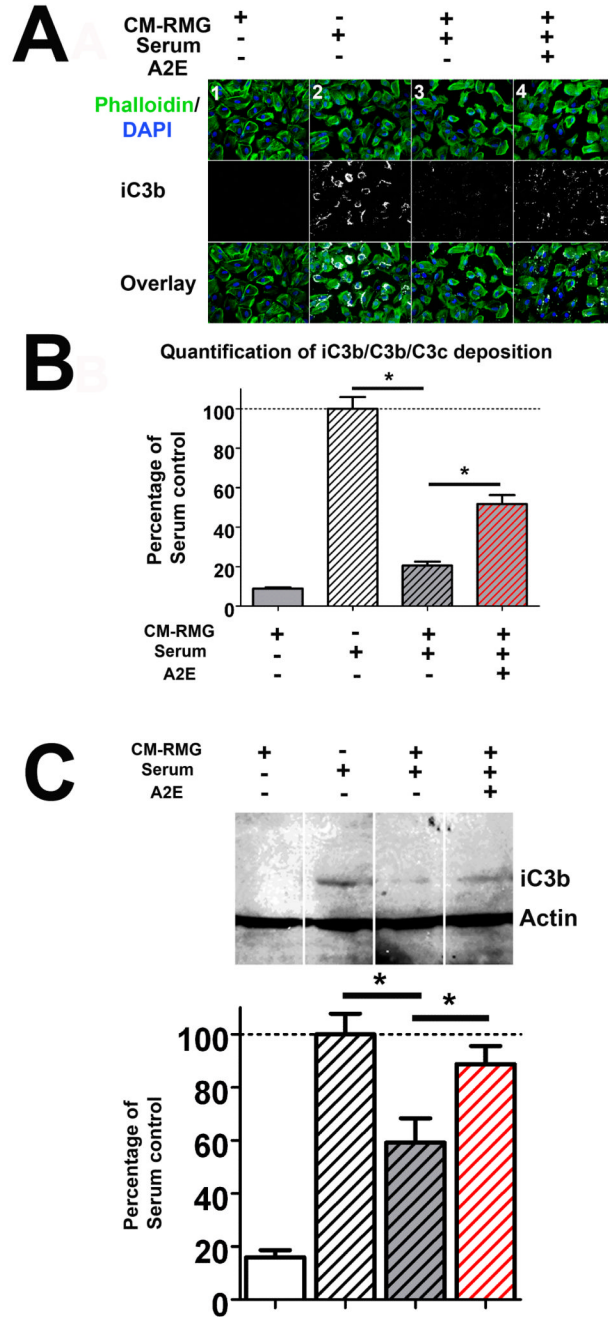 A
CM-RMG + - + +
Serum - + + +
A2E - - - +
Phalloidin/
DAPI
1 2 3 4
iC3b
Overlay
B
Quantification of iC3b/C3b/C3c deposition
* *
Percentage of
Serum control
100
80
60
40
20
0
CM-RMG + - + +
Serum - + + +
A2E - - - +
C
CM-RMG + - + +
Serum - + + +
A2E - - - +
iC3b
Actin
* *
Percentage of
Serum control
100
80
60
40
20
0